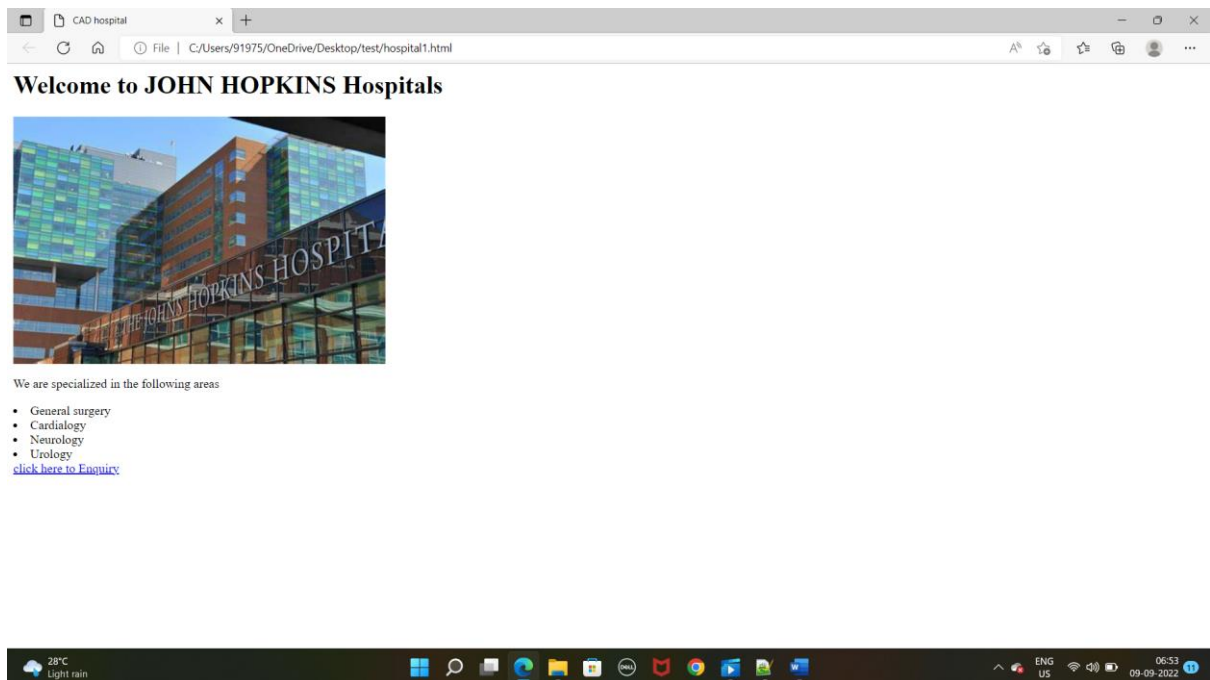 CAD hospital
File | C:/Users/91975/OneDrive/Desktop/test/hospital1.html
Welcome to JOHN HOPKINS Hospitals
THE JOHNS HOPKINS HOSPITA
We are specialized in the following areas
General surgery
Cardialogy
Neurology
Urology
click here to Enquiry
28°C
Light rain
DELL
W
ENG
US
06:53
09-09-2022
11